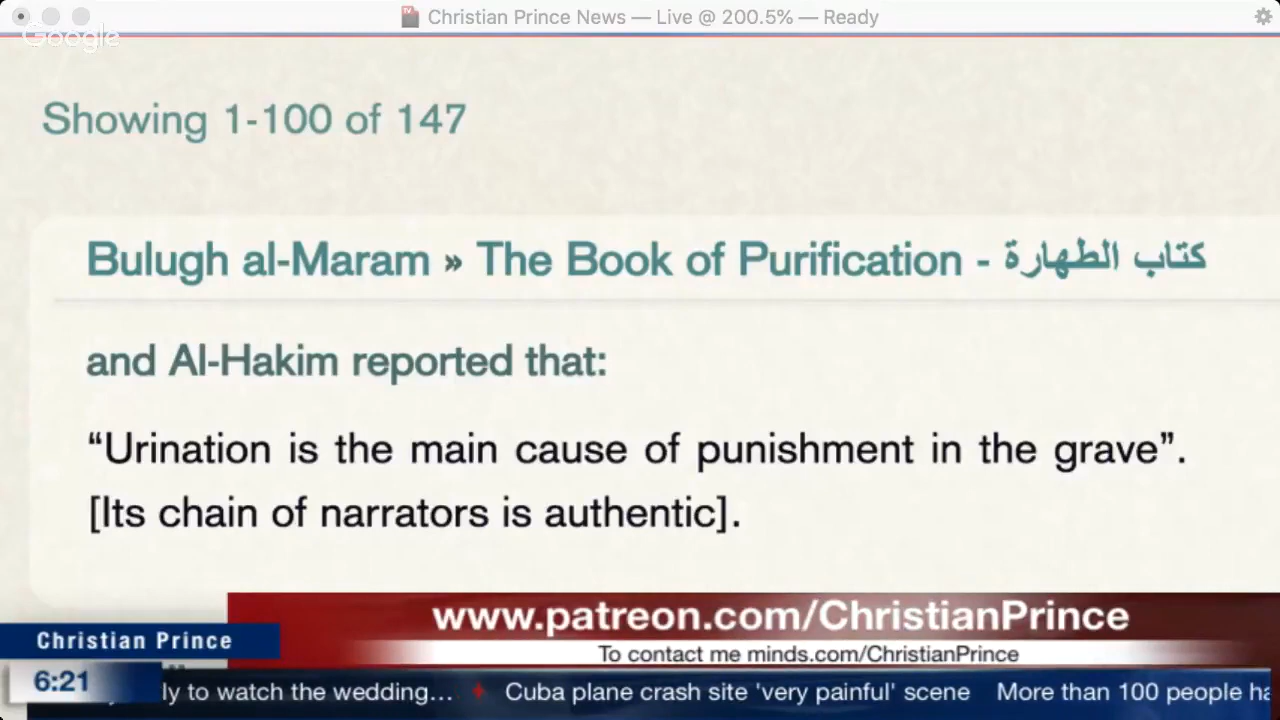 Christian Prince News — Live @ 200.5% — Ready
Google
Showing 1-100 of 147
Bulugh al-Maram » The Book of Purification - كتاب الطهارة
and Al-Hakim reported that:
“Urination is the main cause of punishment in the grave”.
[Its chain of narrators is authentic].
www.patreon.com/ChristianPrince
Christian Prince
To contact me minds.com/ChristianPrince
6:21
ly to watch the wedding... Cuba plane crash site 'very painful' scene More than 100 people ha